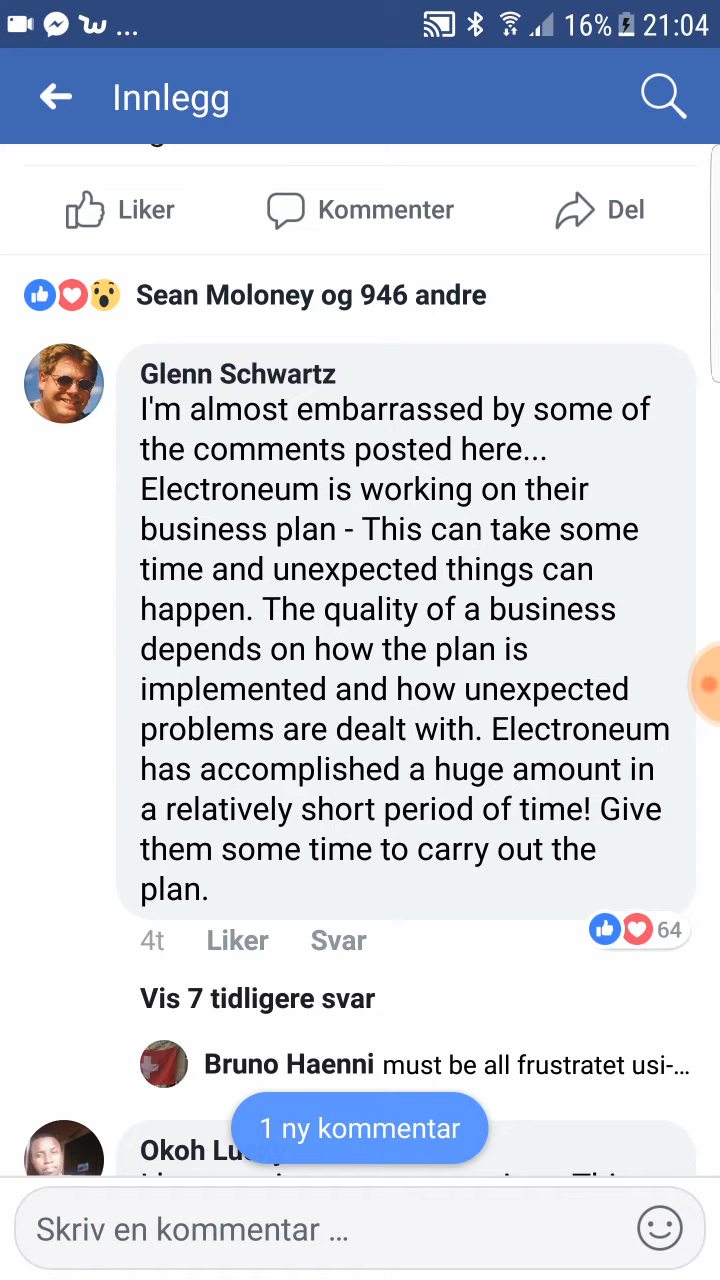 16% 21:04
Innlegg
Liker Kommenter Del
Sean Moloney og 946 andre
Glenn Schwartz
I'm almost embarrassed by some of
the comments posted here...
Electroneum is working on their
business plan - This can take some
time and unexpected things can
happen. The quality of a business
depends on how the plan is
implemented and how unexpected
problems are dealt with. Electroneum
has accomplished a huge amount in
a relatively short period of time! Give
them some time to carry out the
plan.
4t Liker Svar 64
Vis 7 tidligere svar
Bruno Haenni must be all frustratet usi-...
1 ny kommentar
Okoh
Skriv en kommentar ...